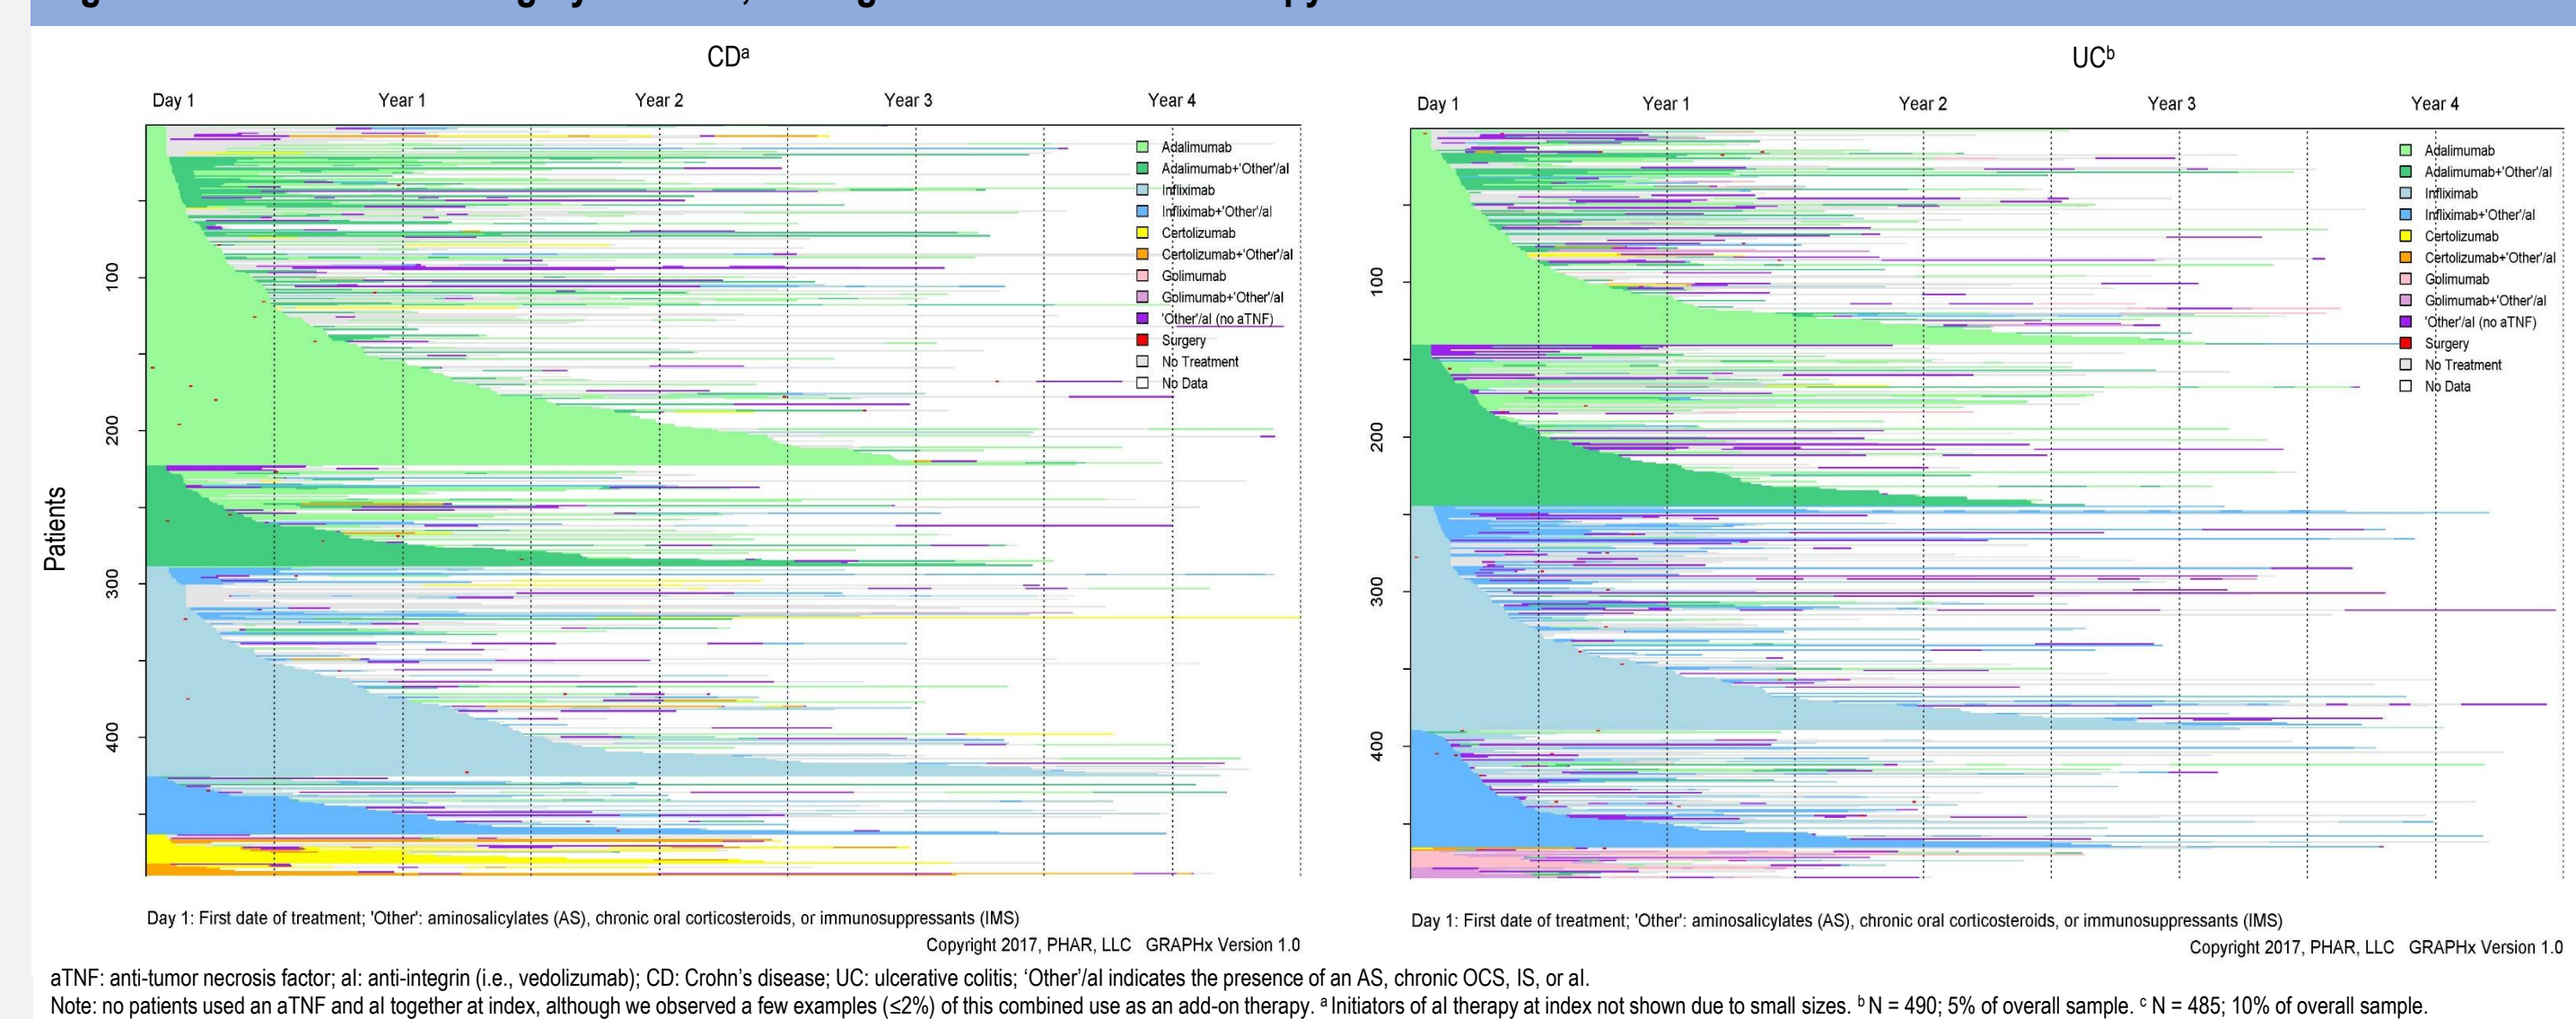 CDa
Day 1 Year 1 Year 2 Year 3 Year 4
Adalimumab
Adalimumab+'Other'/aI
Infliximab
Infliximab+'Other'/aI
Certolizumab
Certolizumab+'Other'/aI
Golimumab
Golimumab+'Other'/aI
'Other'/aI (no aTNF)
Surgery
No Treatment
No Data
Patients
100
200
300
400
Day 1: First date of treatment; 'Other': aminosalicylates (AS), chronic oral corticosteroids, or immunosuppressants (IMS)
Copyright 2017, PHAR, LLC GRAPHx Version 1.0
UCb
Day 1 Year 1 Year 2 Year 3 Year 4
Adalimumab
Adalimumab+'Other'/aI
Infliximab
Infliximab+'Other'/aI
Certolizumab
Certolizumab+'Other'/aI
Golimumab
Golimumab+'Other'/aI
'Other'/aI (no aTNF)
Surgery
No Treatment
No Data
100
200
300
400
Day 1: First date of treatment; 'Other': aminosalicylates (AS), chronic oral corticosteroids, or immunosuppressants (IMS)
Copyright 2017, PHAR, LLC GRAPHx Version 1.0
aTNF: anti-tumor necrosis factor; aI: anti-integrin (i.e., vedolizumab); CD: Crohn's disease; UC: ulcerative colitis; 'Other'/aI indicates the presence of an AS, chronic OCS, IS, or aI.
Note: no patients used an aTNF and aI together at index, although we observed a few examples (≤2%) of this combined use as an add-on therapy. a Initiators of aI therapy at index not shown due to small sizes. b N = 490; 5% of overall sample. c N = 485; 10% of overall sample.